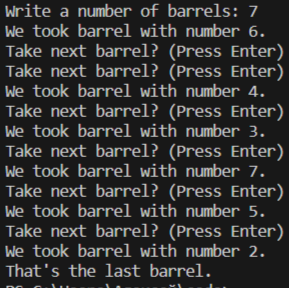 Write a number of barrels: 7
We took barrel with number 6.
Take next barrel? (Press Enter)
Take next barrel? (Press Enter)
We took barrel with number 4.
Take next barrel? (Press Enter)
We took barrel with number 3.
Take next barrel? (Press Enter)
We took barrel with number 7.
Take next barrel? (Press Enter)
We took barrel with number 5.
Take next barrel? (Press Enter)
We took barrel with number 2.
That's the last barrel.